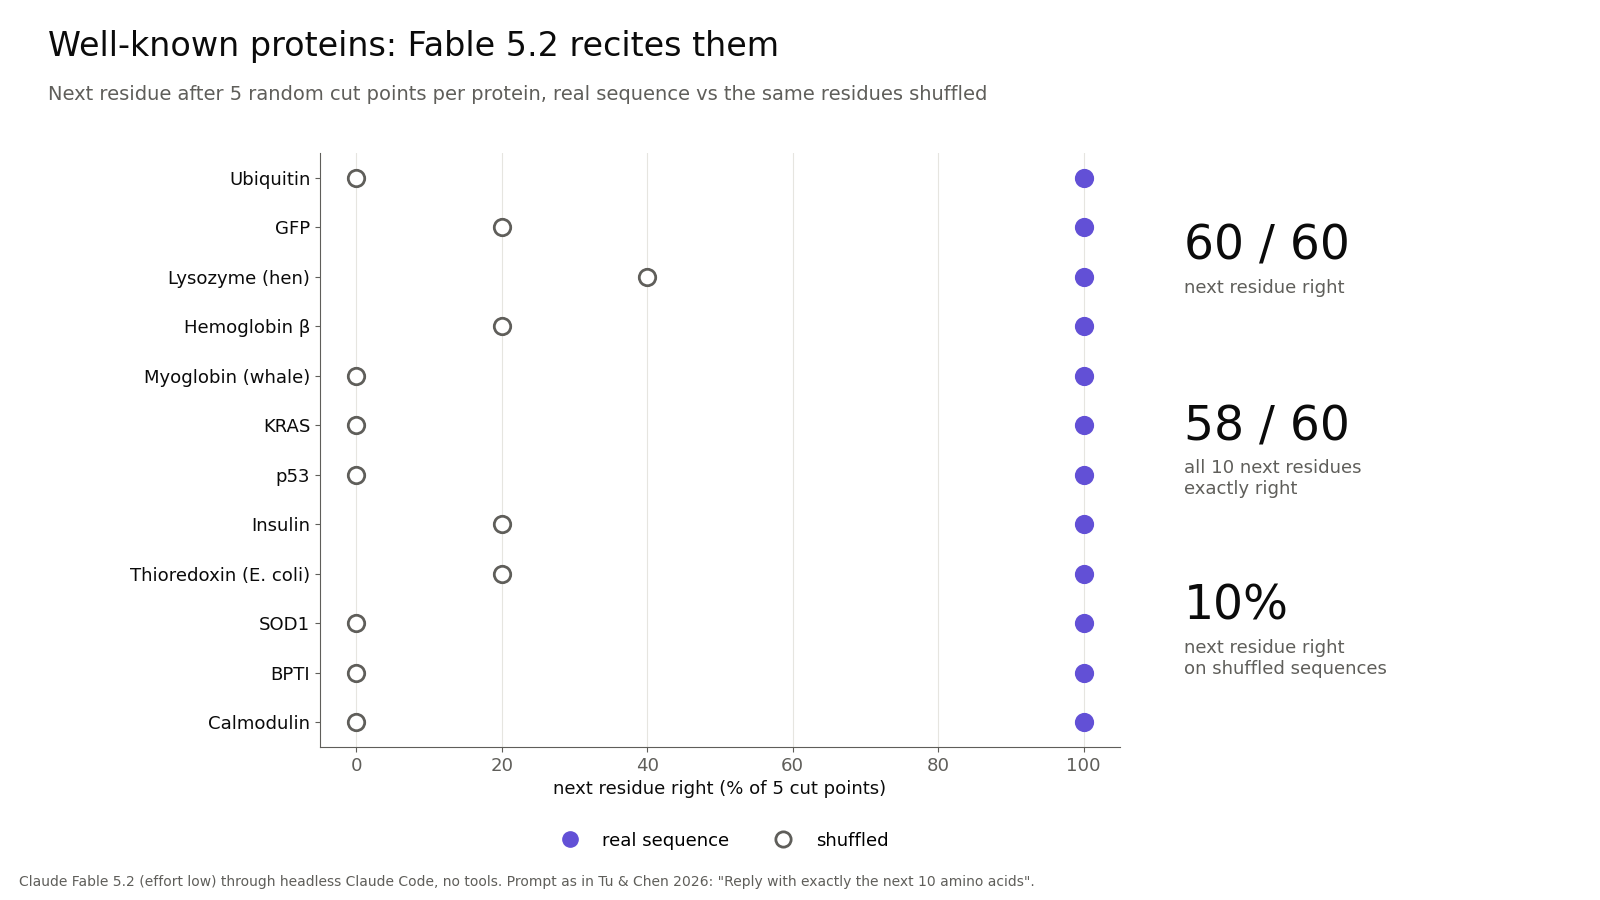 Well-known proteins: Fable 5.2 recites them
Next residue after 5 random cut points per protein, real sequence vs the same residues shuffled
Ubiquitin
GFP
Lysozyme (hen)
Hemoglobin β
Myoglobin (whale)
KRAS
p53
Insulin
Thioredoxin (E. coli)
SOD1
BPTI
Calmodulin
0 20 40 60 80 100
next residue right (% of 5 cut points)
real sequence shuffled
60 / 60
next residue right
58 / 60
all 10 next residues
exactly right
10%
next residue right
on shuffled sequences
Claude Fable 5.2 (effort low) through headless Claude Code, no tools. Prompt as in Tu & Chen 2026: "Reply with exactly the next 10 amino acids".